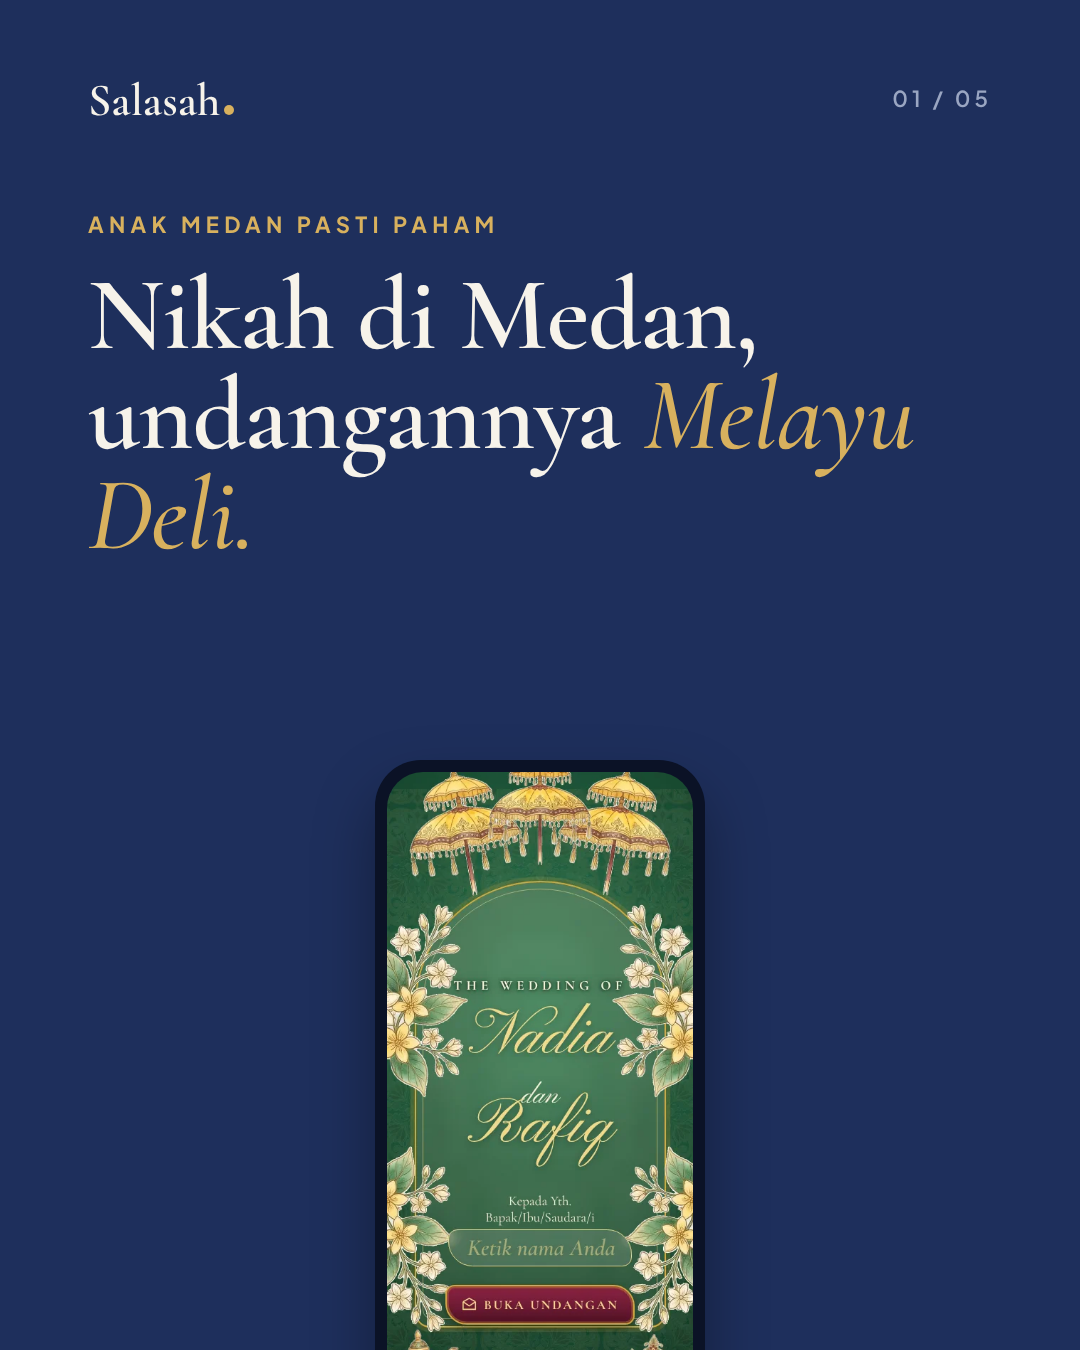 Salasah.
01 / 05
ANAK MEDAN PASTI PAHAM
Nikah di Medan,
undangannya Melayu
Deli.
THE WEDDING OF
Nadia
dan
Rafiq
Kepada Yth.
Bapak/Ibu/Saudara/i
Ketik nama Anda
BUKA UNDANGAN